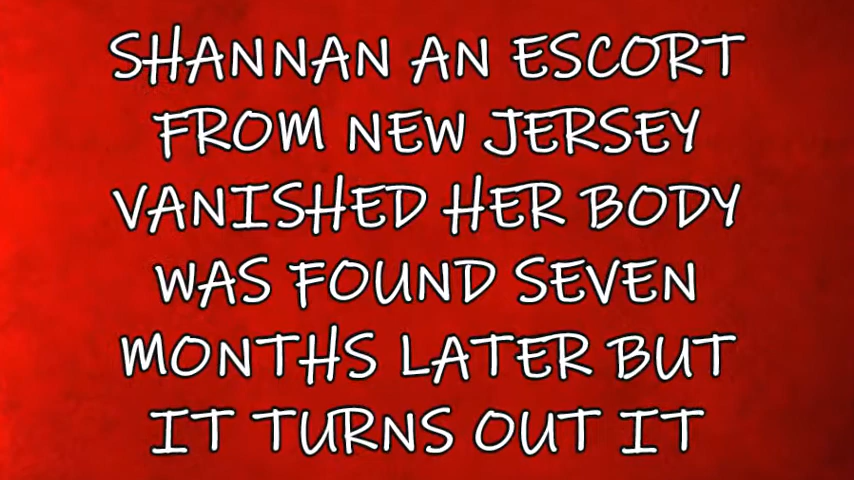 SHANNAN AN ESCORT
FROM NEW JERSEY
VANISHED HER BODY
WAS FOUND SEVEN
MONTHS LATER BUT
IT TURNS OUT IT